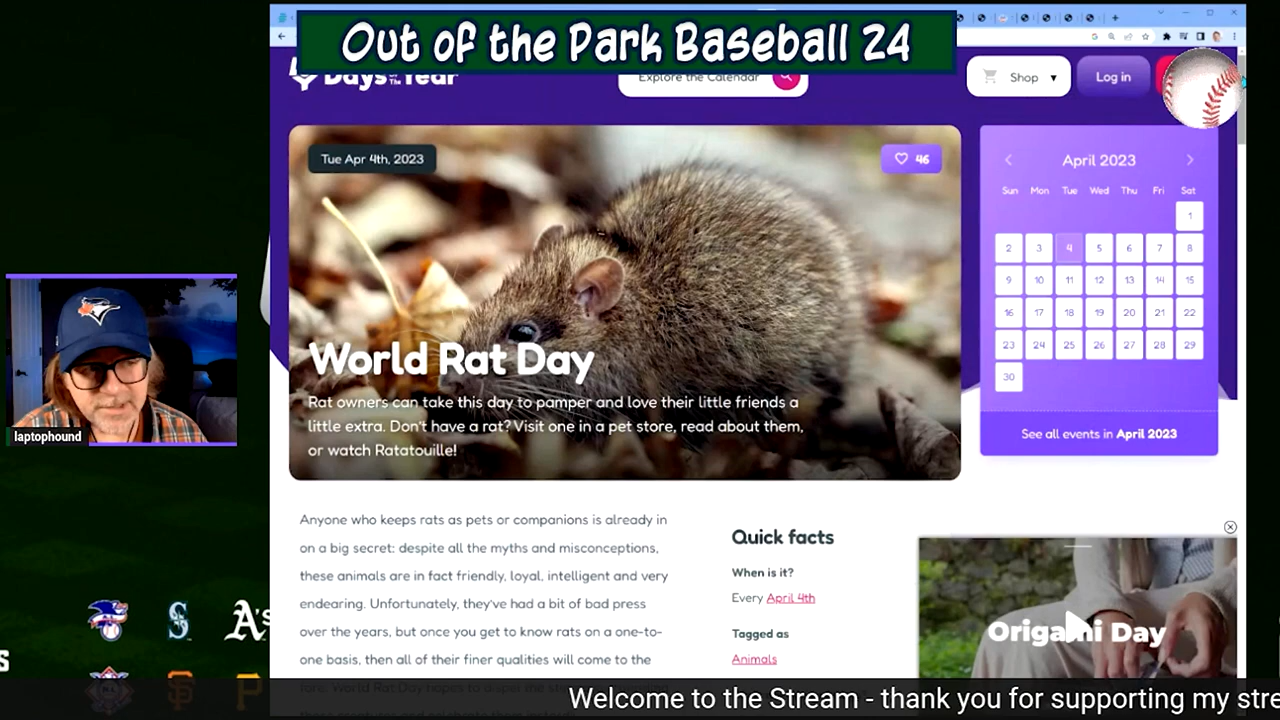 Out of the Park Baseball 24
Days of The Year
Explore the Calendar
Shop
Log in
Tue Apr 4th, 2023
46
World Rat Day
Rat owners can take this day to pamper and love their little friends a
little extra. Don't have a rat? Visit one in a pet store, read about them,
or watch Ratatouille!
April 2023
Sun Mon Tue Wed Thu Fri Sat
1
2 3 4 5 6 7 8
9 10 11 12 13 14 15
16 17 18 19 20 21 22
23 24 25 26 27 28 29
30
See all events in April 2023
laptophound
Anyone who keeps rats as pets or companions is already in
on a big secret: despite all the myths and misconceptions,
these animals are in fact friendly, loyal, intelligent and very
endearing. Unfortunately, they've had a bit of bad press
over the years, but once you get to know rats on a one-to-
one basis, then all of their finer qualities will come to the
fore. World Rat Day hopes to dispel the
Quick facts
When is it?
Every April 4th
Tagged as
Animals
Origami Day
S
A's
P
Welcome to the Stream - thank you for supporting my stre